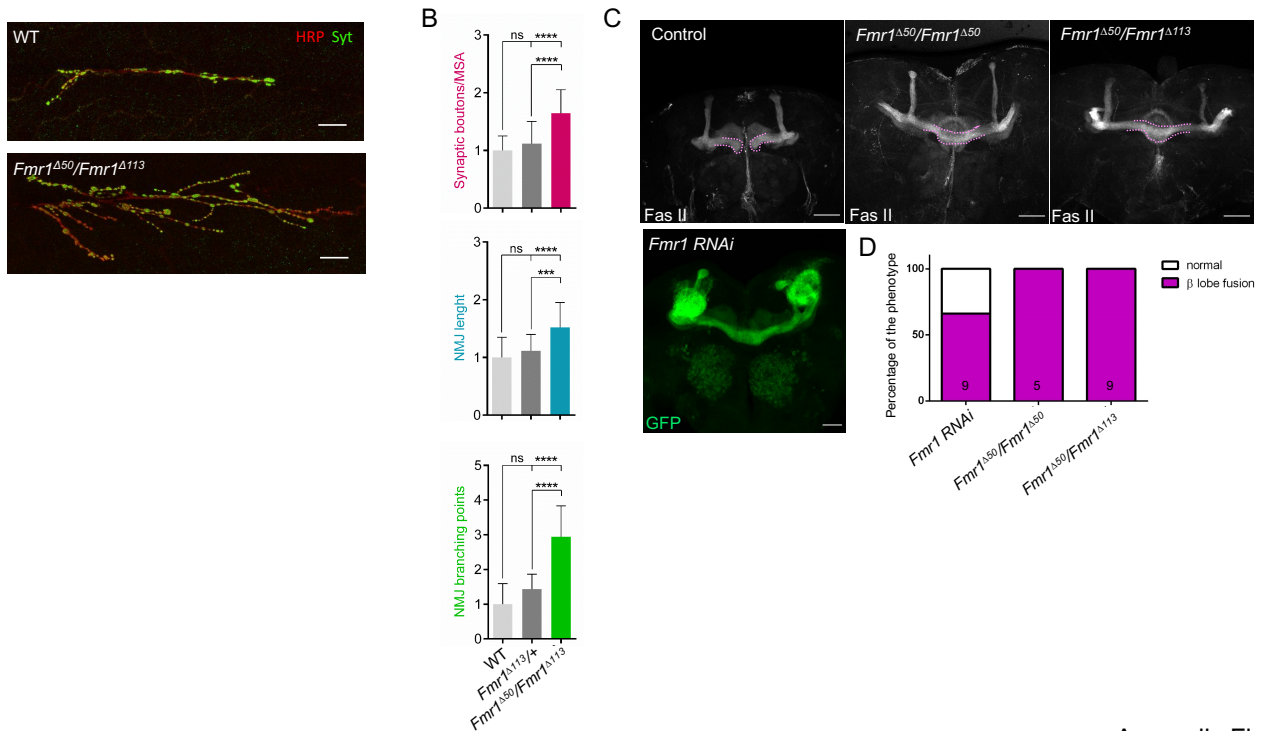 WT
HRP Syt
Fmr1Δ50/Fmr1Δ113
B
3
2
1
0
Synaptic boutons/MSA
ns
****
****
3
2
1
0
NMJ lenght
ns
****
***
5
4
3
2
1
0
NMJ branching points
ns
****
****
WT
Fmr1Δ113/+
Fmr1Δ50/Fmr1Δ113
C
Control
Fas II
Fmr1Δ50/Fmr1Δ50
Fas II
Fmr1Δ50/Fmr1Δ113
Fas II
Fmr1 RNAi
GFP
D
Percentage of the phenotype
100
50
0
9
5
9
Fmr1 RNAi
Fmr1Δ50/Fmr1Δ50
Fmr1Δ50/Fmr1Δ113
normal
β lobe fusion